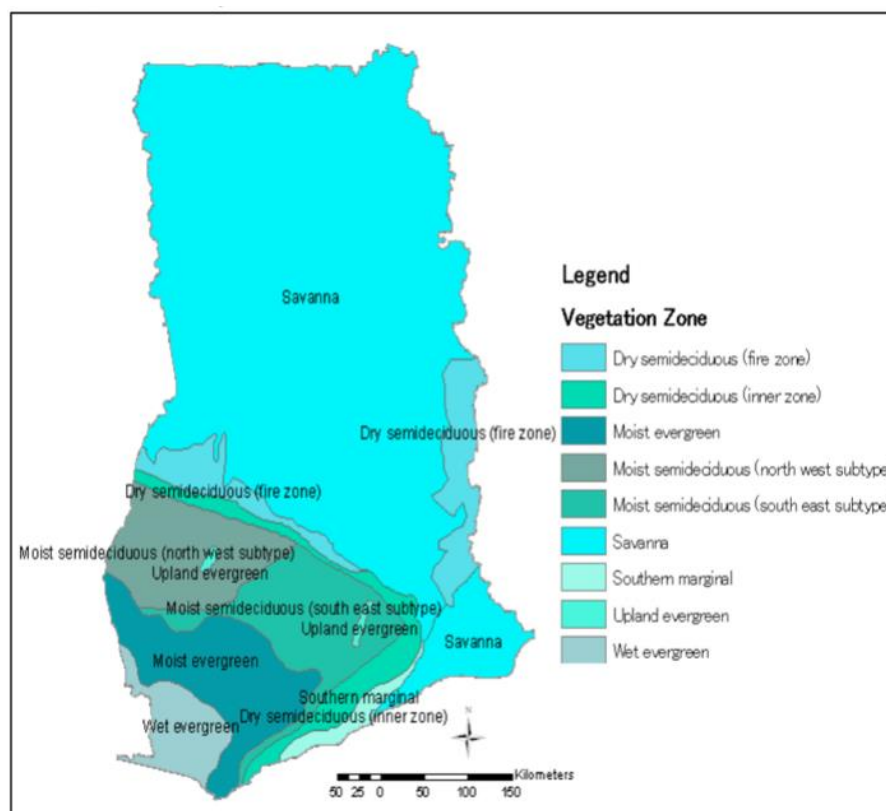 Savanna
Dry semideciduous (fire zone)
Dry semideciduous (fire zone)
Moist semideciduous (north west subtype)
Upland evergreen
Moist semideciduous (south east subtype)
Upland evergreen
Savanna
Moist evergreen
Southern marginal
Dry semideciduous (inner zone)
Wet evergreen
Legend
Vegetation Zone
Dry semideciduous (fire zone)
Dry semideciduous (inner zone)
Moist evergreen
Moist semideciduous (north west subtype
Moist semideciduous (south east subtype
Savanna
Southern marginal
Upland evergreen
Wet evergreen
N
Kilometers
50 25 0 50 100 150